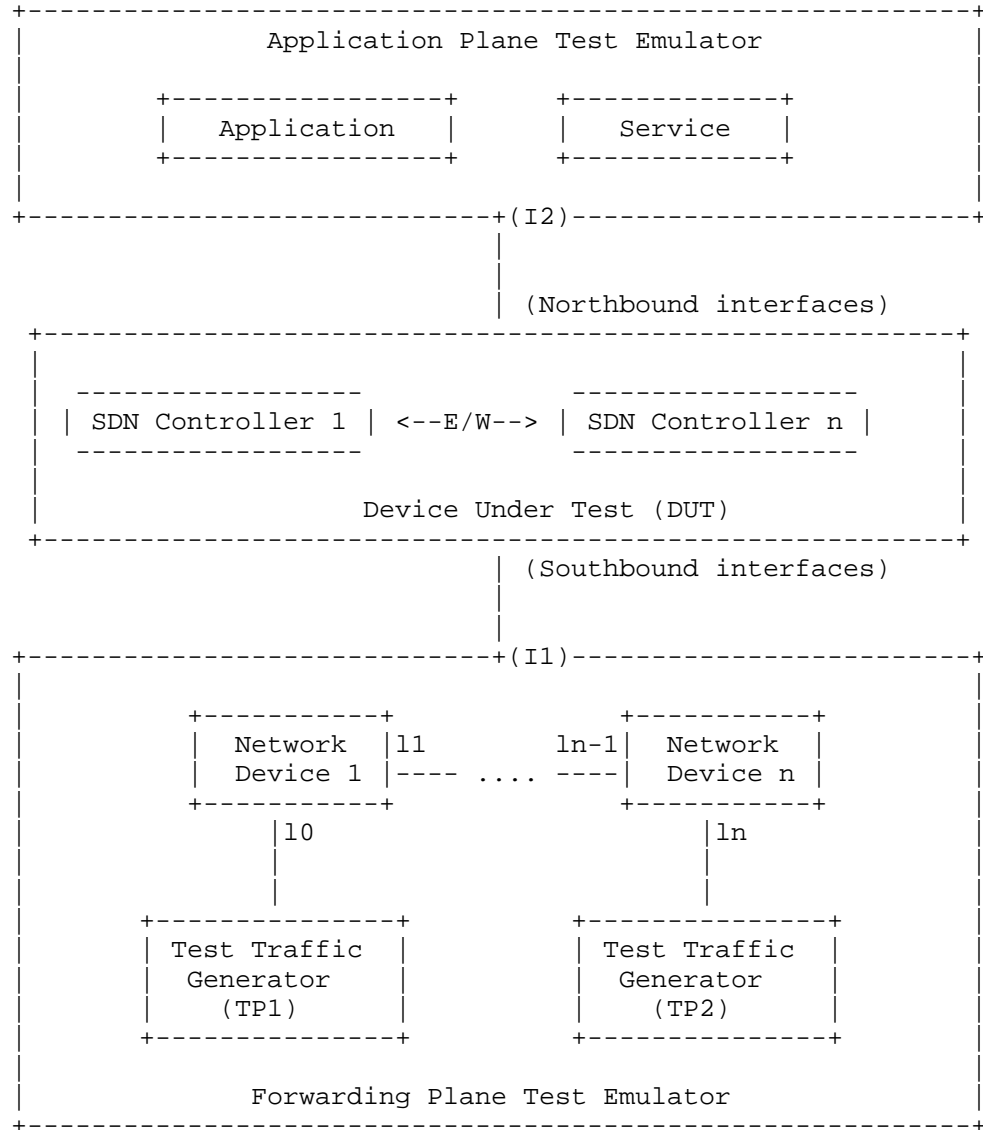 Application Plane Test Emulator
Application Service
(I2)
(Northbound interfaces)
SDN Controller 1 <--E/W--> SDN Controller n
Device Under Test (DUT)
(Southbound interfaces)
(I1)
Network l1 ln-1 Network
Device 1 .... Device n
l0 ln
Test Traffic Test Traffic
Generator Generator
(TP1) (TP2)
Forwarding Plane Test Emulator